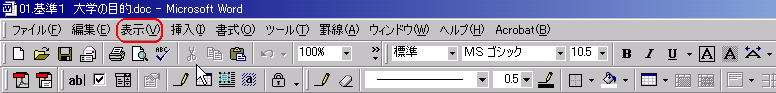 01.基準1 大学の目的.doc - Microsoft Word
ファイル(F) 編集(E) 表示(V) 挿入(I) 書式(O) ツール(T) 罫線(A) ウィンドウ(W) ヘルプ(H) Acrobat(B)
100% 標準 MS ゴシック 10.5 B I U A A
ab| 0.5